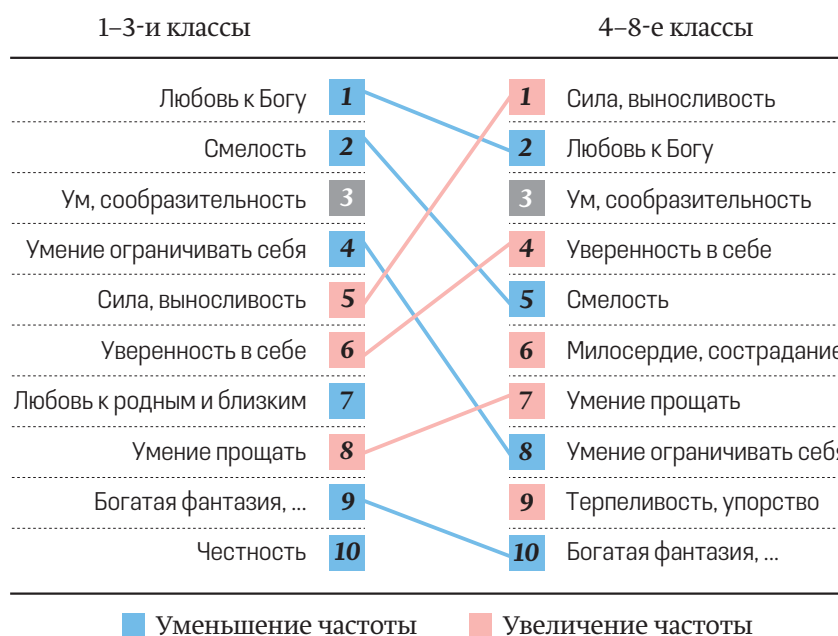 1–3-и классы 4–8-е классы
Любовь к Богу 1 1 Сила, выносливость
Смелость 2 2 Любовь к Богу
Ум, сообразительность 3 3 Ум, сообразительность
Умение ограничивать себя 4 4 Уверенность в себе
Сила, выносливость 5 5 Смелость
Уверенность в себе 6 6 Милосердие, сострадание
Любовь к родным и близким 7 7 Умение прощать
Умение прощать 8 8 Умение ограничивать себя
Богатая фантазия, ... 9 9 Терпеливость, упорство
Честность 10 10 Богатая фантазия, ...
Уменьшение частоты Увеличение частоты